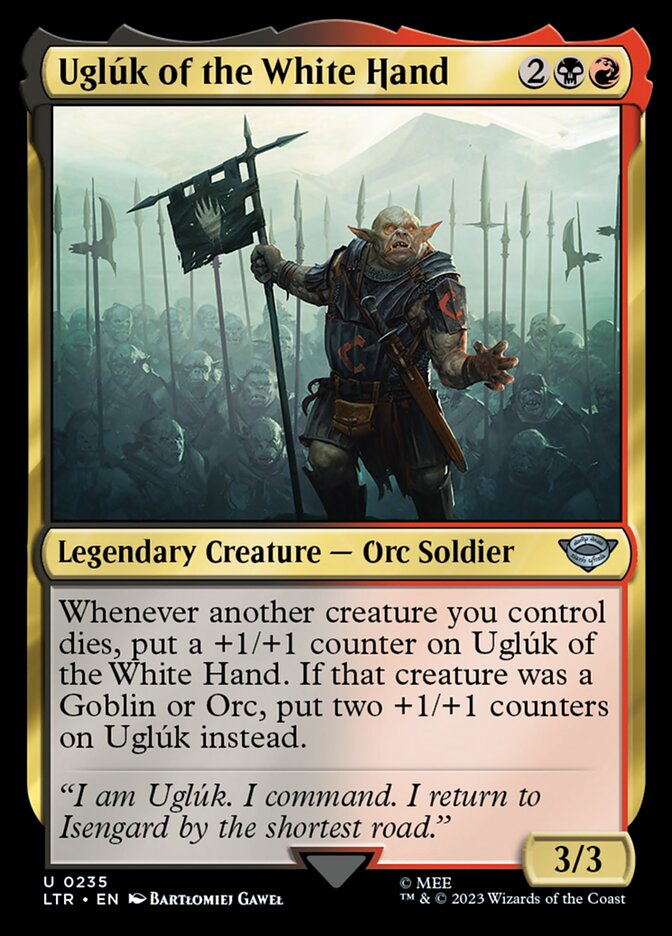 Uglúk of the White Hand 2
Legendary Creature — Orc Soldier
Whenever another creature you control
dies, put a +1/+1 counter on Uglúk of
the White Hand. If that creature was a
Goblin or Orc, put two +1/+1 counters
on Uglúk instead.
“I am Uglúk. I command. I return to
Isengard by the shortest road.”
3/3
U 0235
LTR • EN Bartłomiej Gaweł
© MEE
™ & © 2023 Wizards of the Coast